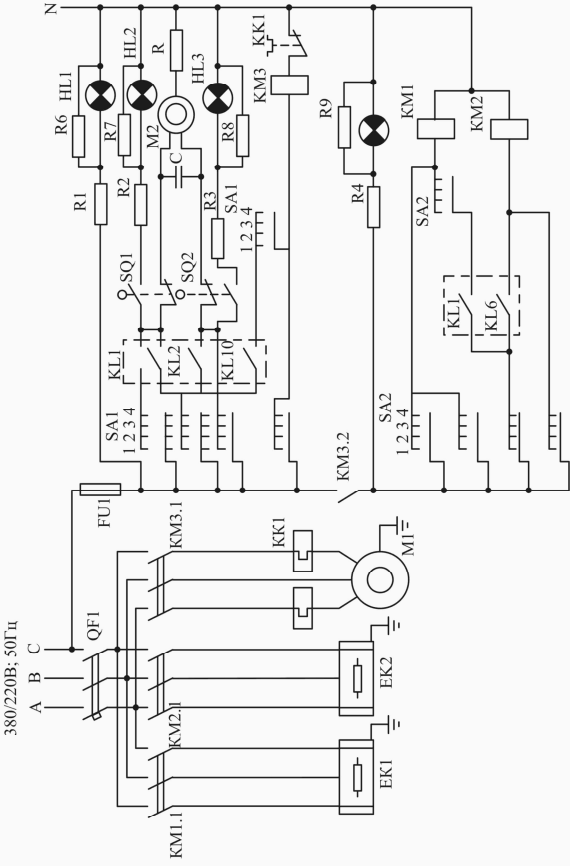 N
HL1
HL2
R
HL3
KK1
KM3
R6
R7
M2
R8
R9
KM1
KM2
C
R1
R2
R3
SA1
1 2 3 4
R4
SA2
SQ1
SQ2
KL1
KL2
KL10
KL1
KL6
SA1
1 2 3 4
SA2
1 2 3 4
KM3.2
FU1
380/220В; 50Гц
A
B
C
QF1
KM3.1
KK1
M1
KM2.1
EK2
KM1.1
EK1